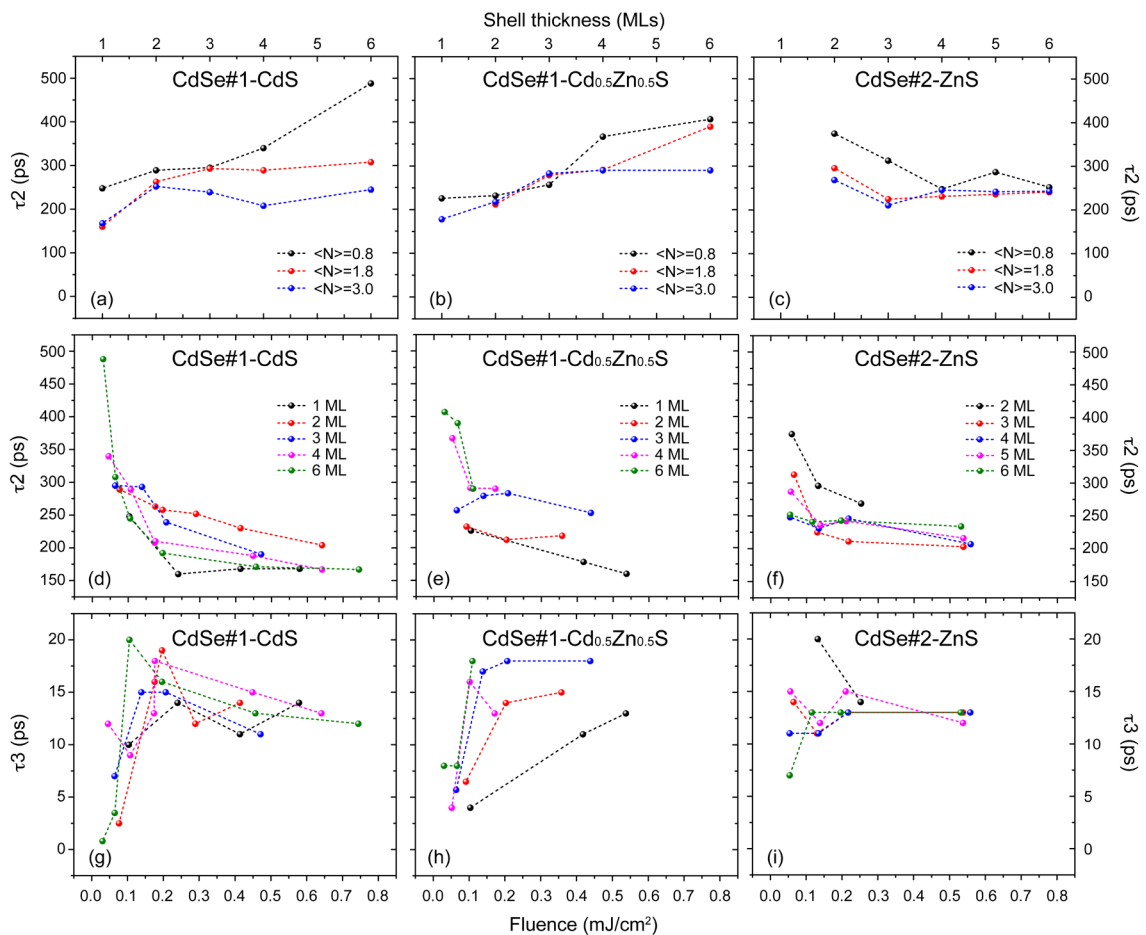 Shell thickness (MLs)
1 2 3 4 5 6 1 2 3 4 5 6 1 2 3 4 5 6
CdSe#1-CdS
<N>=0.8
<N>=1.8
<N>=3.0
(a)
500
400
300
200
100
0
τ2 (ps)
CdSe#1-Cd0.5Zn0.5S
<N>=0.8
<N>=1.8
<N>=3.0
(b)
CdSe#2-ZnS
<N>=0.8
<N>=1.8
<N>=3.0
(c)
500
400
300
200
100
0
τ2 (ps)
CdSe#1-CdS
1 ML
2 ML
3 ML
4 ML
6 ML
(d)
500
450
400
350
300
250
200
150
τ2 (ps)
CdSe#1-Cd0.5Zn0.5S
1 ML
2 ML
3 ML
4 ML
6 ML
(e)
CdSe#2-ZnS
2 ML
3 ML
4 ML
5 ML
6 ML
(f)
500
450
400
350
300
250
200
150
τ2 (ps)
CdSe#1-CdS
(g)
20
15
10
5
0
τ3 (ps)
CdSe#1-Cd0.5Zn0.5S
(h)
CdSe#2-ZnS
(i)
20
15
10
5
0
τ3 (ps)
0.0 0.1 0.2 0.3 0.4 0.5 0.6 0.7 0.8 0.0 0.1 0.2 0.3 0.4 0.5 0.6 0.7 0.8 0.0 0.1 0.2 0.3 0.4 0.5 0.6 0.7 0.8
Fluence (mJ/cm²)